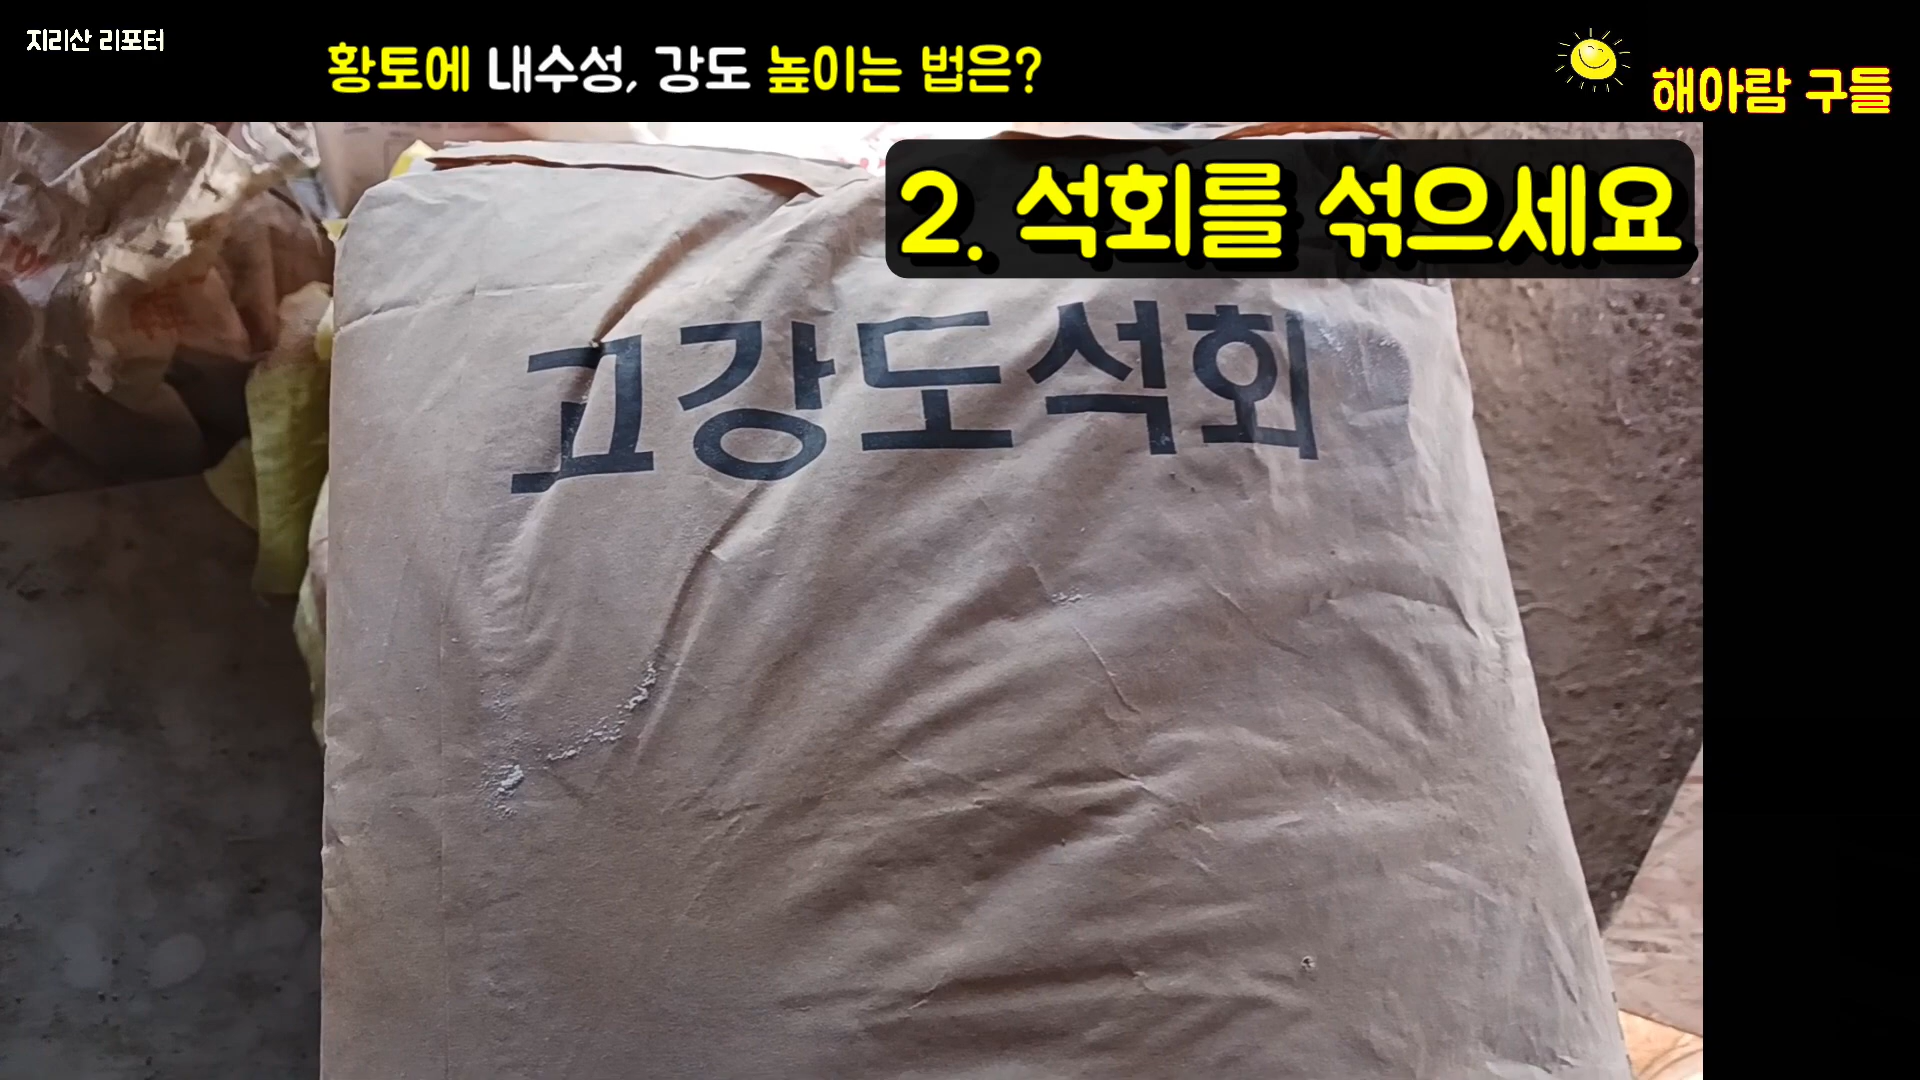 지리산 리포터
황토에 내수성, 강도 높이는 법은?
해아람 구들
2. 석회를 섞으세요
고강도석회